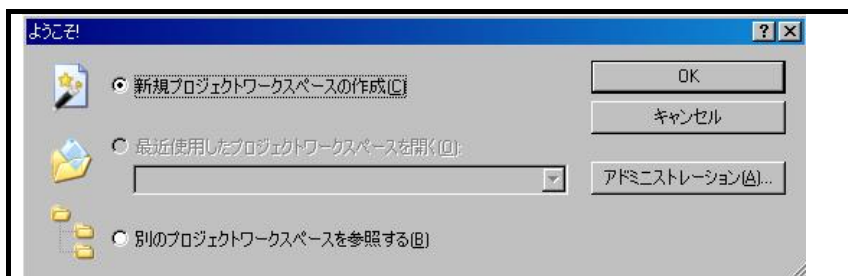 ようこそ!
新規プロジェクトワークスペースの作成(C)
OK
キャンセル
最近使用したプロジェクトワークスペースを開く(O):
アドミニストレーション(A)...
別のプロジェクトワークスペースを参照する(B)